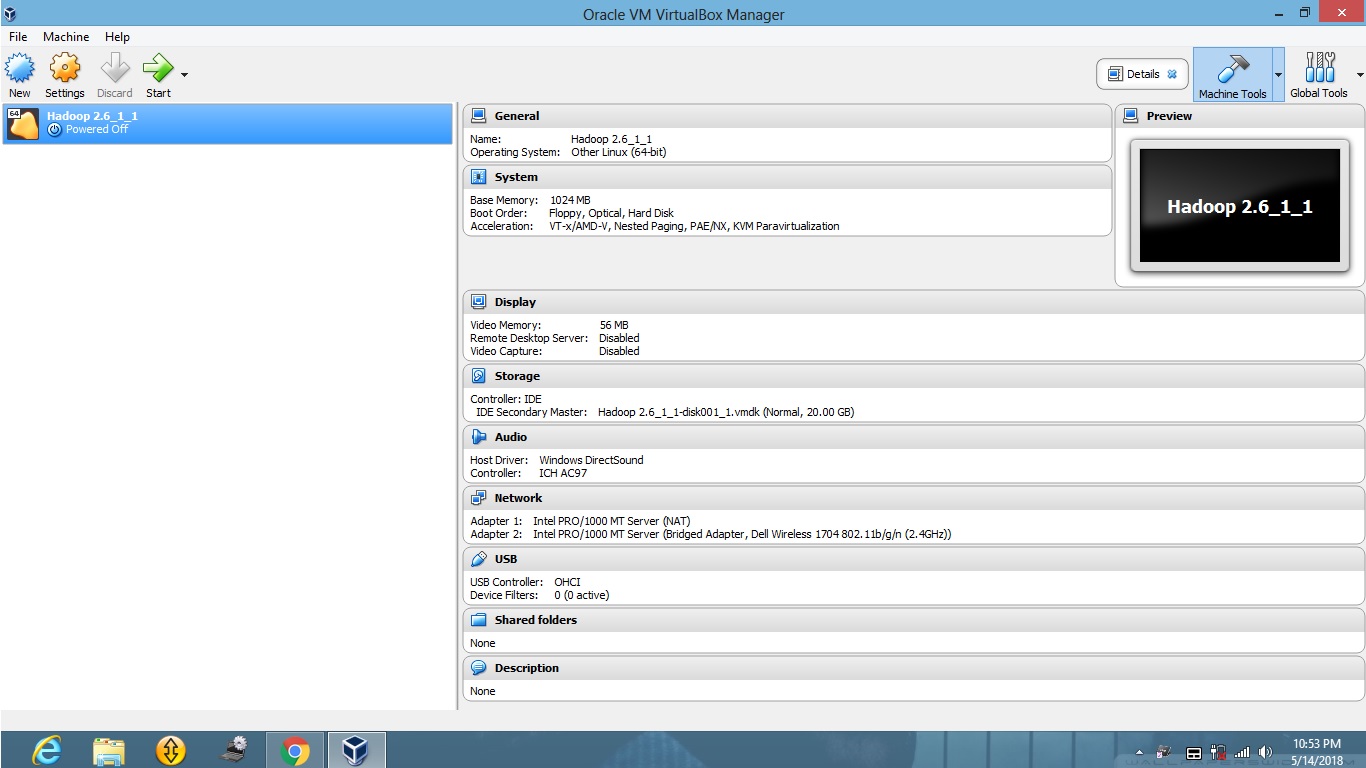 Oracle VM VirtualBox Manager
File Machine Help
New Settings Discard Start
Details
Machine Tools
Global Tools
64
Hadoop 2.6_1_1
Powered Off
General
Name: Hadoop 2.6_1_1
Operating System: Other Linux (64-bit)
System
Base Memory: 1024 MB
Boot Order: Floppy, Optical, Hard Disk
Acceleration: VT-x/AMD-V, Nested Paging, PAE/NX, KVM Paravirtualization
Preview
Hadoop 2.6_1_1
Display
Video Memory: 56 MB
Remote Desktop Server: Disabled
Video Capture: Disabled
Storage
Controller: IDE
IDE Secondary Master: Hadoop 2.6_1_1-disk001_1.vmdk (Normal, 20.00 GB)
Audio
Host Driver: Windows DirectSound
Controller: ICH AC97
Network
Adapter 1: Intel PRO/1000 MT Server (NAT)
Adapter 2: Intel PRO/1000 MT Server (Bridged Adapter, Dell Wireless 1704 802.11b/g/n (2.4GHz))
USB
USB Controller: OHCI
Device Filters: 0 (0 active)
Shared folders
None
Description
None
10:53 PM
5/14/2018